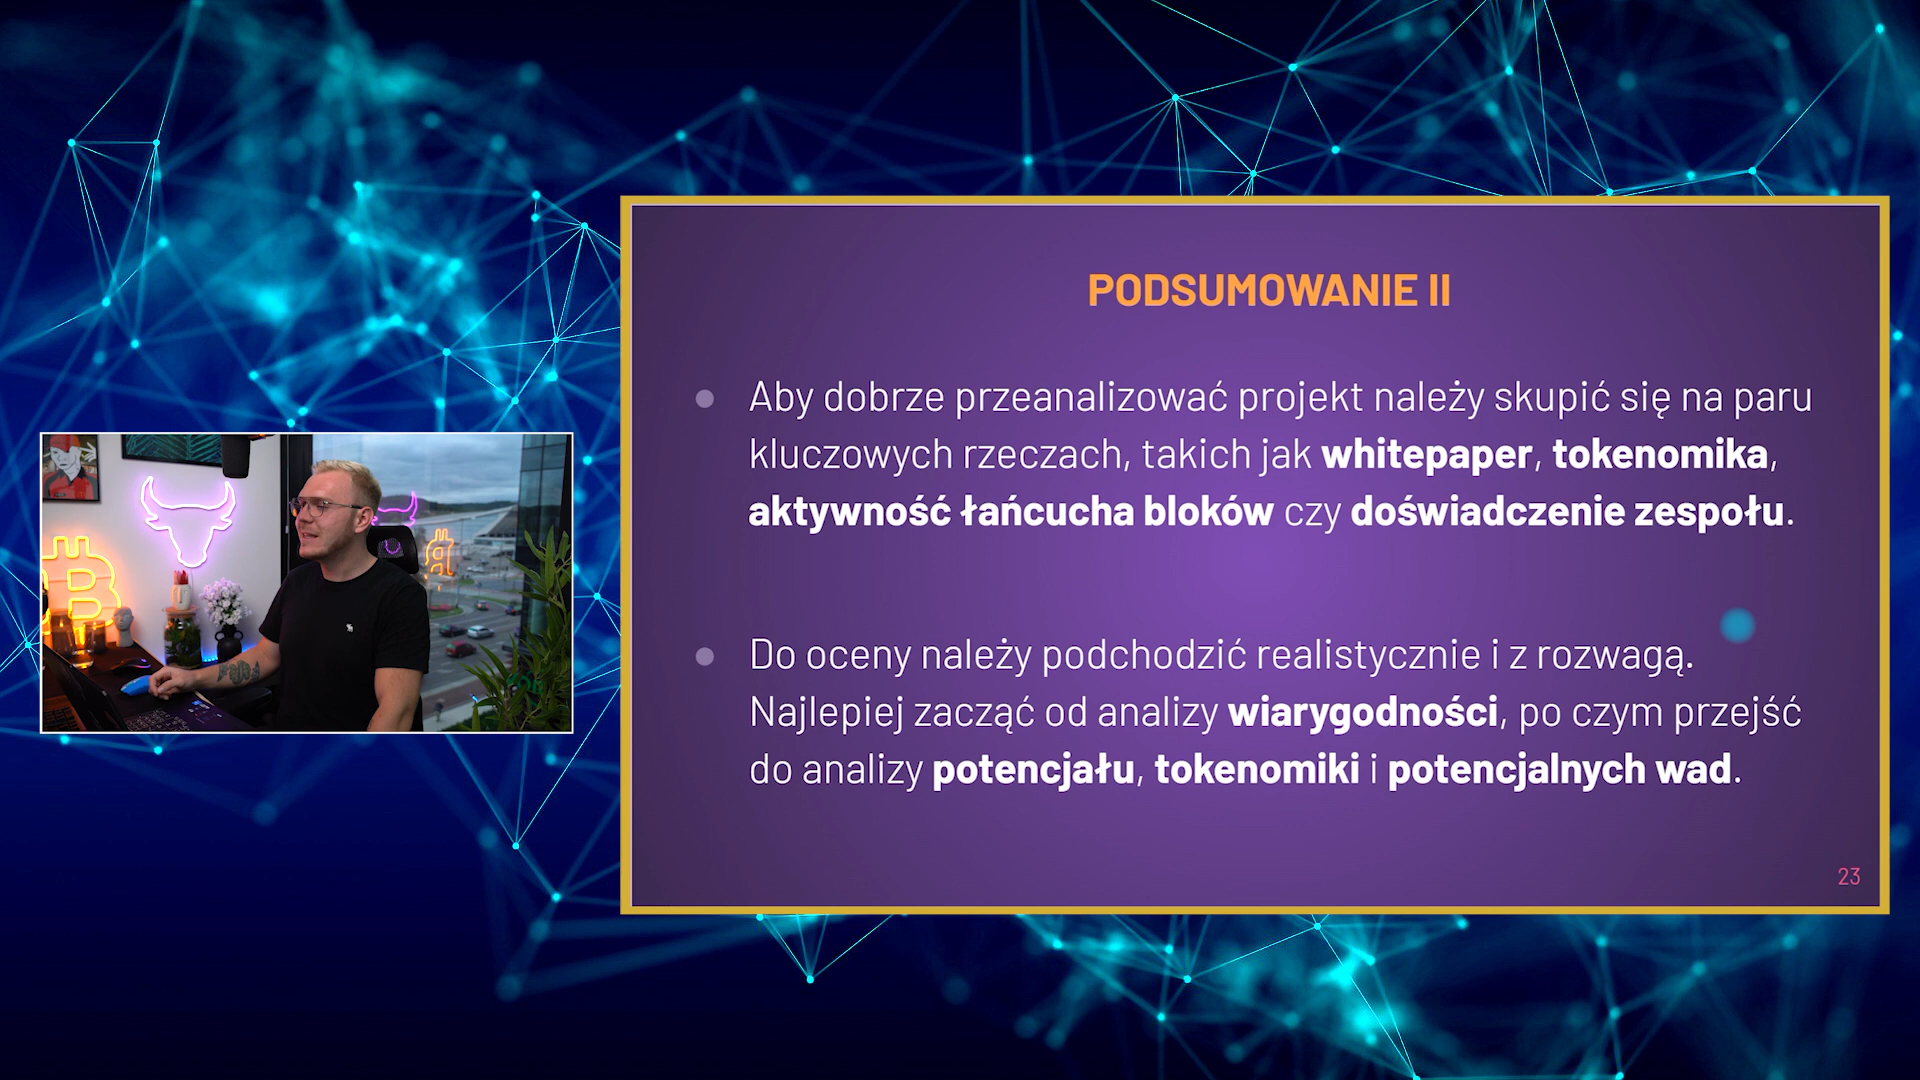 PODSUMOWANIE II
Aby dobrze przeanalizować projekt należy skupić się na paru
kluczowych rzeczach, takich jak whitepaper, tokenomika,
aktywność łańcucha bloków czy doświadczenie zespołu.
Do oceny należy podchodzić realistycznie i z rozwagą.
Najlepiej zacząć od analizy wiarygodności, po czym przejść
do analizy potencjału, tokenomiki i potencjalnych wad.
23